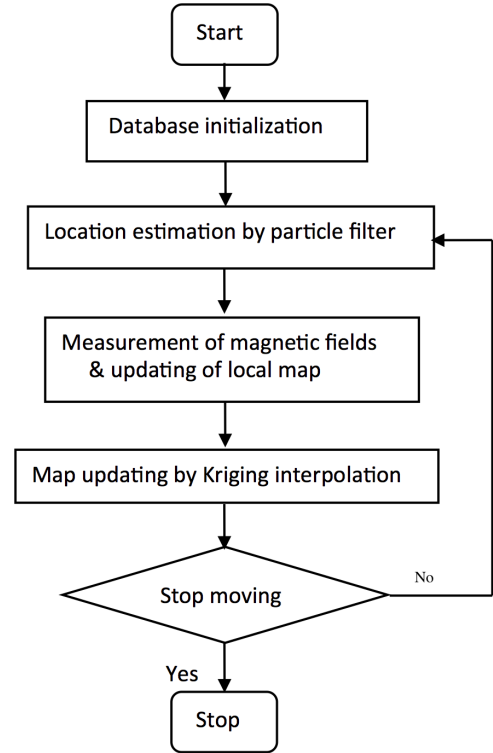 Start
Database initialization
Location estimation by particle filter
Measurement of magnetic fields
& updating of local map
Map updating by Kriging interpolation
Stop moving
No
Yes
Stop